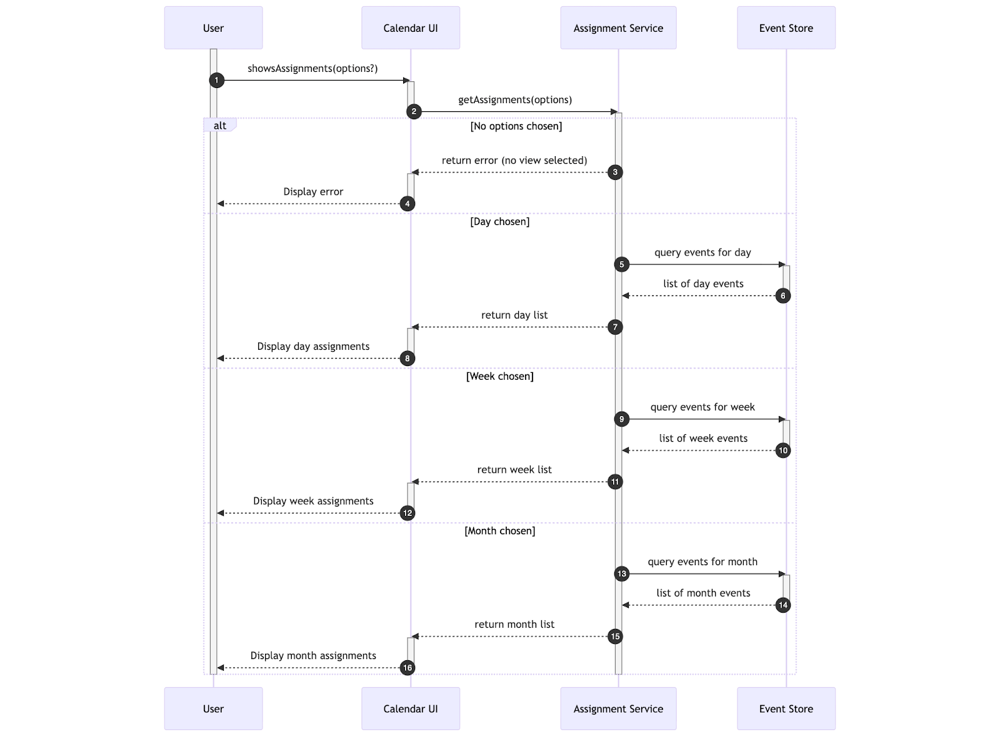 User
Calendar UI
Assignment Service
Event Store
showsAssignments(options?)
1
getAssignments(options)
2
alt
[No options chosen]
return error (no view selected)
3
Display error
4
[Day chosen]
query events for day
5
list of day events
6
return day list
7
Display day assignments
8
[Week chosen]
query events for week
9
list of week events
10
return week list
11
Display week assignments
12
[Month chosen]
query events for month
13
list of month events
14
return month list
15
Display month assignments
16
User
Calendar UI
Assignment Service
Event Store